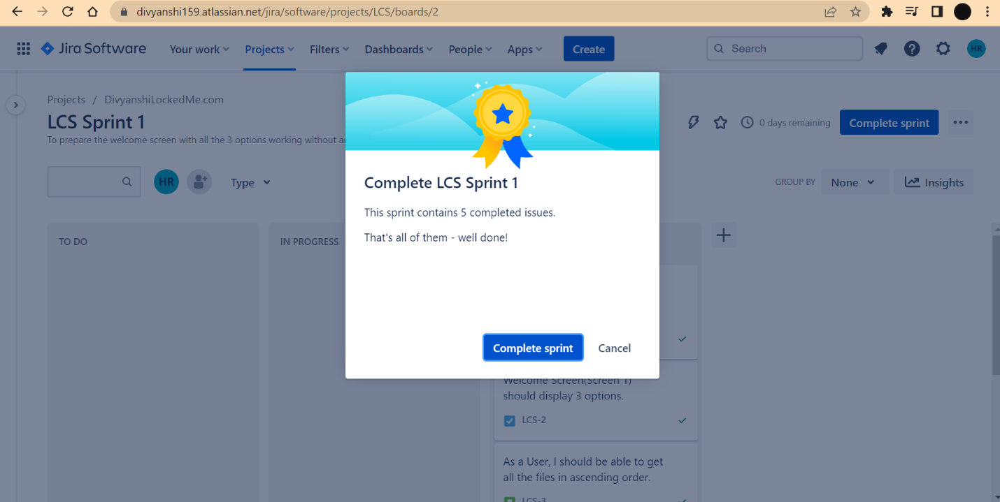 divyanshi159.atlassian.net/jira/software/projects/LCS/boards/2
Jira Software Your work Projects Filters Dashboards People Apps Create Search HR
Projects / DivyanshiLockedMe.com
LCS Sprint 1
0 days remaining Complete sprint
To prepare the welcome screen with all the 3 options working without
HR Type
GROUP BY None Insights
Complete LCS Sprint 1
This sprint contains 5 completed issues.
That's all of them - well done!
Complete sprint Cancel
TO DO IN PROGRESS
Welcome Screen(Screen 1)
should display 3 options.
LCS-2
As a User, I should be able to get
all the files in ascending order.
LCS-3